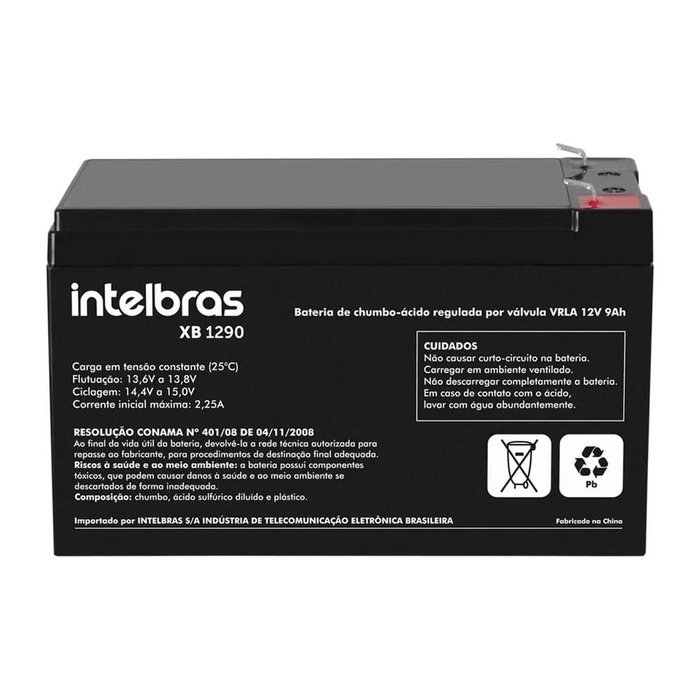 intelbras
XB 1290
Bateria de chumbo-ácido regulada por válvula VRLA 12V 9Ah
Carga em tensão constante (25°C)
Flutuação: 13,6V a 13,8V
Ciclagem: 14,4V a 15,0V
Corrente inicial máxima: 2,25A
CUIDADOS
Não causar curto-circuito na bateria.
Carregar em ambiente ventilado.
Não descarregar completamente a bateria.
Em caso de contato com o ácido,
lavar com água abundantemente.
RESOLUÇÃO CONAMA Nº 401/08 DE 04/11/2008
Ao final da vida útil da bateria, devolvê-la a rede técnica autorizada para
repasse ao fabricante, para procedimentos de destinação final adequada.
Riscos à saúde e ao meio ambiente: a bateria possui componentes
tóxicos, que podem causar danos à saúde e ao meio ambiente se
descartados de forma inadequada.
Composição: chumbo, ácido sulfúrico diluído e plástico.
Pb
Importado por INTELBRAS S/A INDÚSTRIA DE TELECOMUNICAÇÃO ELETRÔNICA BRASILEIRA
Fabricado na China